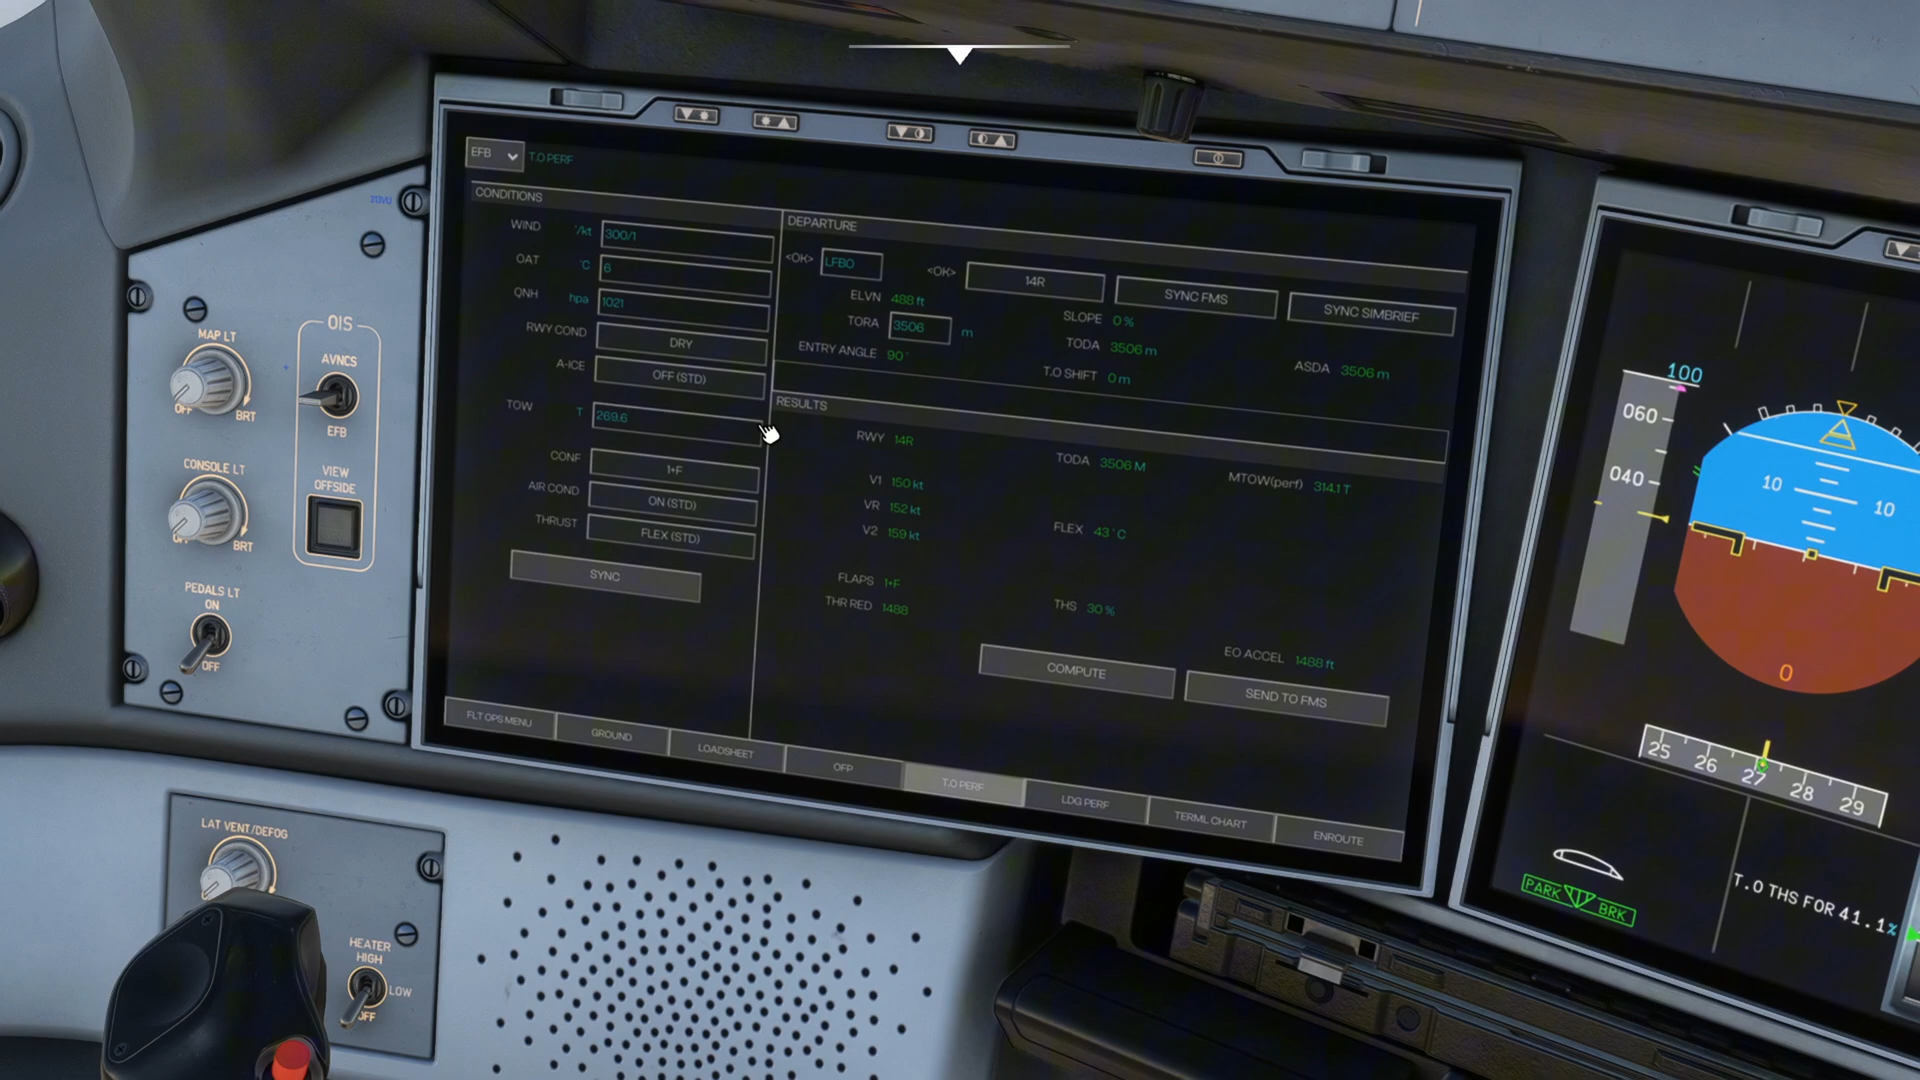 EFB
T.O PERF
CONDITIONS
WIND °/kt 300/1
OAT °C 6
QNH hpa 1021
RWY COND DRY
A-ICE OFF (STD)
TOW T 269.6
CONF 1+F
AIR COND ON (STD)
THRUST FLEX (STD)
SYNC
DEPARTURE
<OK> LFBO <OK> 14R SYNC FMS SYNC SIMBRIEF
ELVN 488 ft
TORA 3506 m SLOPE 0 %
ENTRY ANGLE 90° TODA 3506 m ASDA 3506 m
T.O SHIFT 0 m
RESULTS
RWY 14R TODA 3506 M MTOW(perf) 314.1 T
V1 150 kt
VR 152 kt FLEX 43 °C
V2 159 kt
FLAPS 1+F
THR RED 1488 THS 30 %
EO ACCEL 1488 ft
COMPUTE SEND TO FMS
FLT OPS MENU GROUND LOADSHEET OFP T.O PERF LDG PERF TERML CHART ENROUTE
213VU
MAP LT
OFF BRT
OIS
AVNCS
EFB
VIEW
OFFSIDE
CONSOLE LT
OFF BRT
PEDALS LT
ON
OFF
LAT VENT/DEFOG
HEATER
HIGH
LOW
OFF
100
060
040
10 10
0
25 26 27 28 29
PARK BRK
T.O THS FOR 41.1%